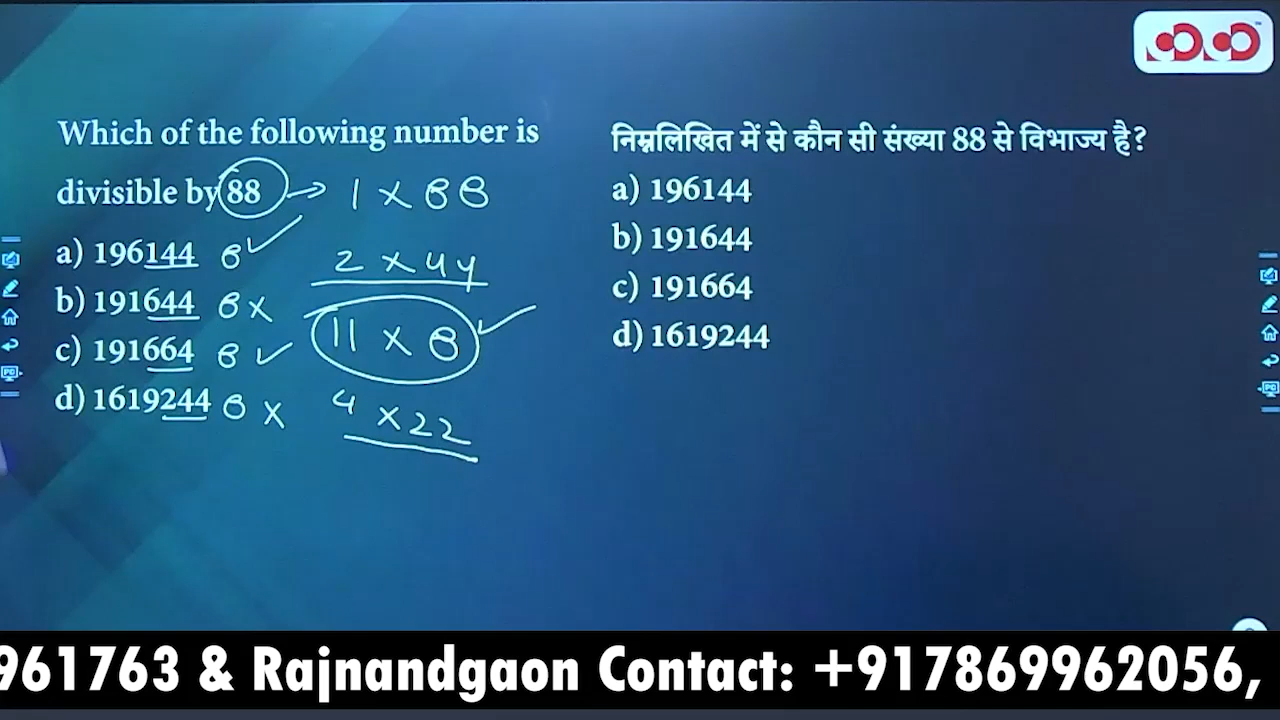 Which of the following number is
divisible by 88 → 1 × 88
a) 196144 8 ✓
2 × 44
b) 191644 8 ×
11 × 8 ✓
c) 191664 8 ✓
d) 1619244 8 ×
4 × 22
निम्नलिखित में से कौन सी संख्या 88 से विभाज्य है?
a) 196144
b) 191644
c) 191664
d) 1619244
961763 & Rajnandgaon Contact: +917869962056,